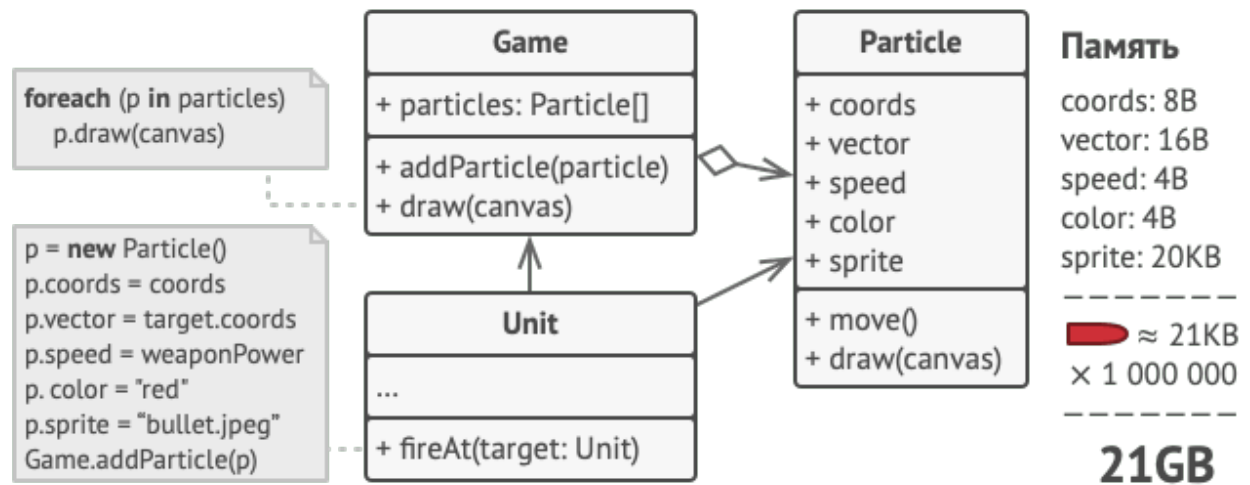 foreach (p in particles)
p.draw(canvas)
p = new Particle()
p.coords = coords
p.vector = target.coords
p.speed = weaponPower
p. color = "red"
p.sprite = “bullet.jpeg”
Game.addParticle(p)
Game
+ particles: Particle[]
+ addParticle(particle)
+ draw(canvas)
Unit
...
+ fireAt(target: Unit)
Particle
+ coords
+ vector
+ speed
+ color
+ sprite
+ move()
+ draw(canvas)
Память
coords: 8B
vector: 16B
speed: 4B
color: 4B
sprite: 20KB
≈ 21KB
× 1 000 000
21GB